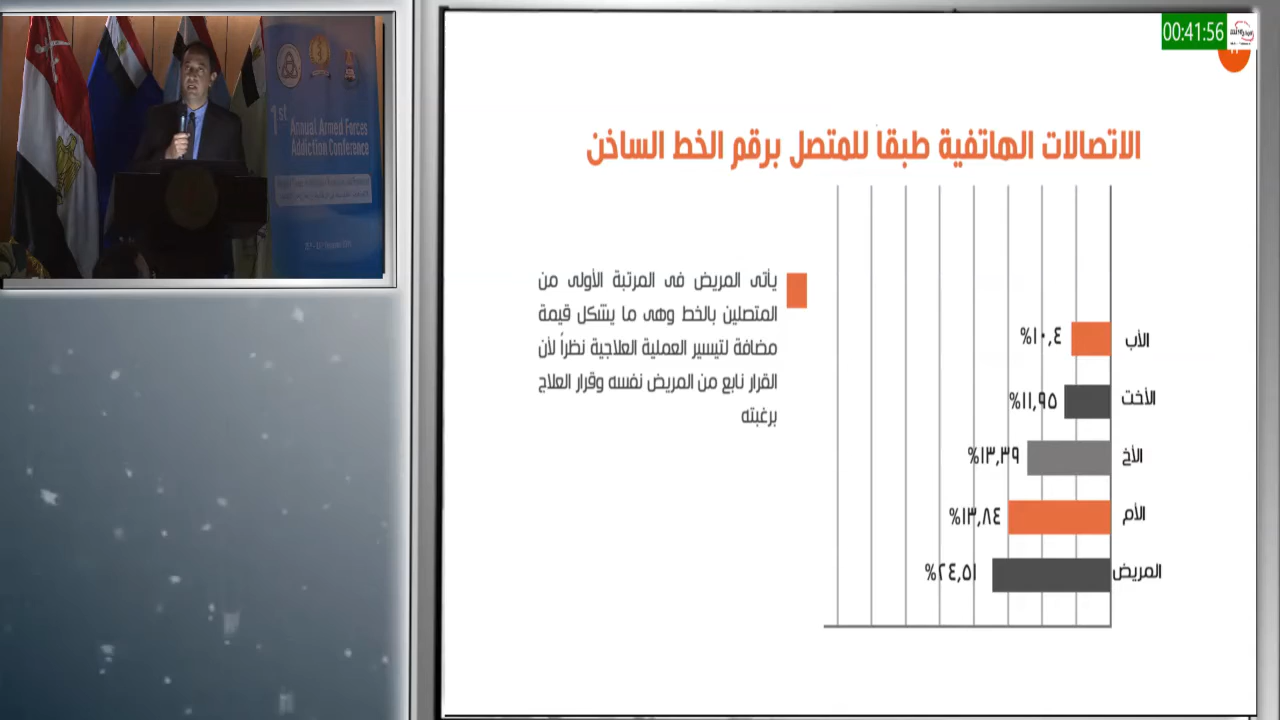 00:41:56
1st Annual Armed Forces
Addiction Conference
الاتصالات الهاتفية طبقاً للمتصل برقم الخط الساخن
يأتى المريض فى المرتبة الأولى من
المتصلين بالخط وهى ما يشكل قيمة
مضافة لتيسير العملية العلاجية نظراً لأن
القرار نابع من المريض نفسه وقرار العلاج
برغبته
الأب %١٠,٤
الأخت %١١,٩٥
الأخ %١٣,٣٩
الأم %١٣,٨٤
المريض %٢٤,٥١